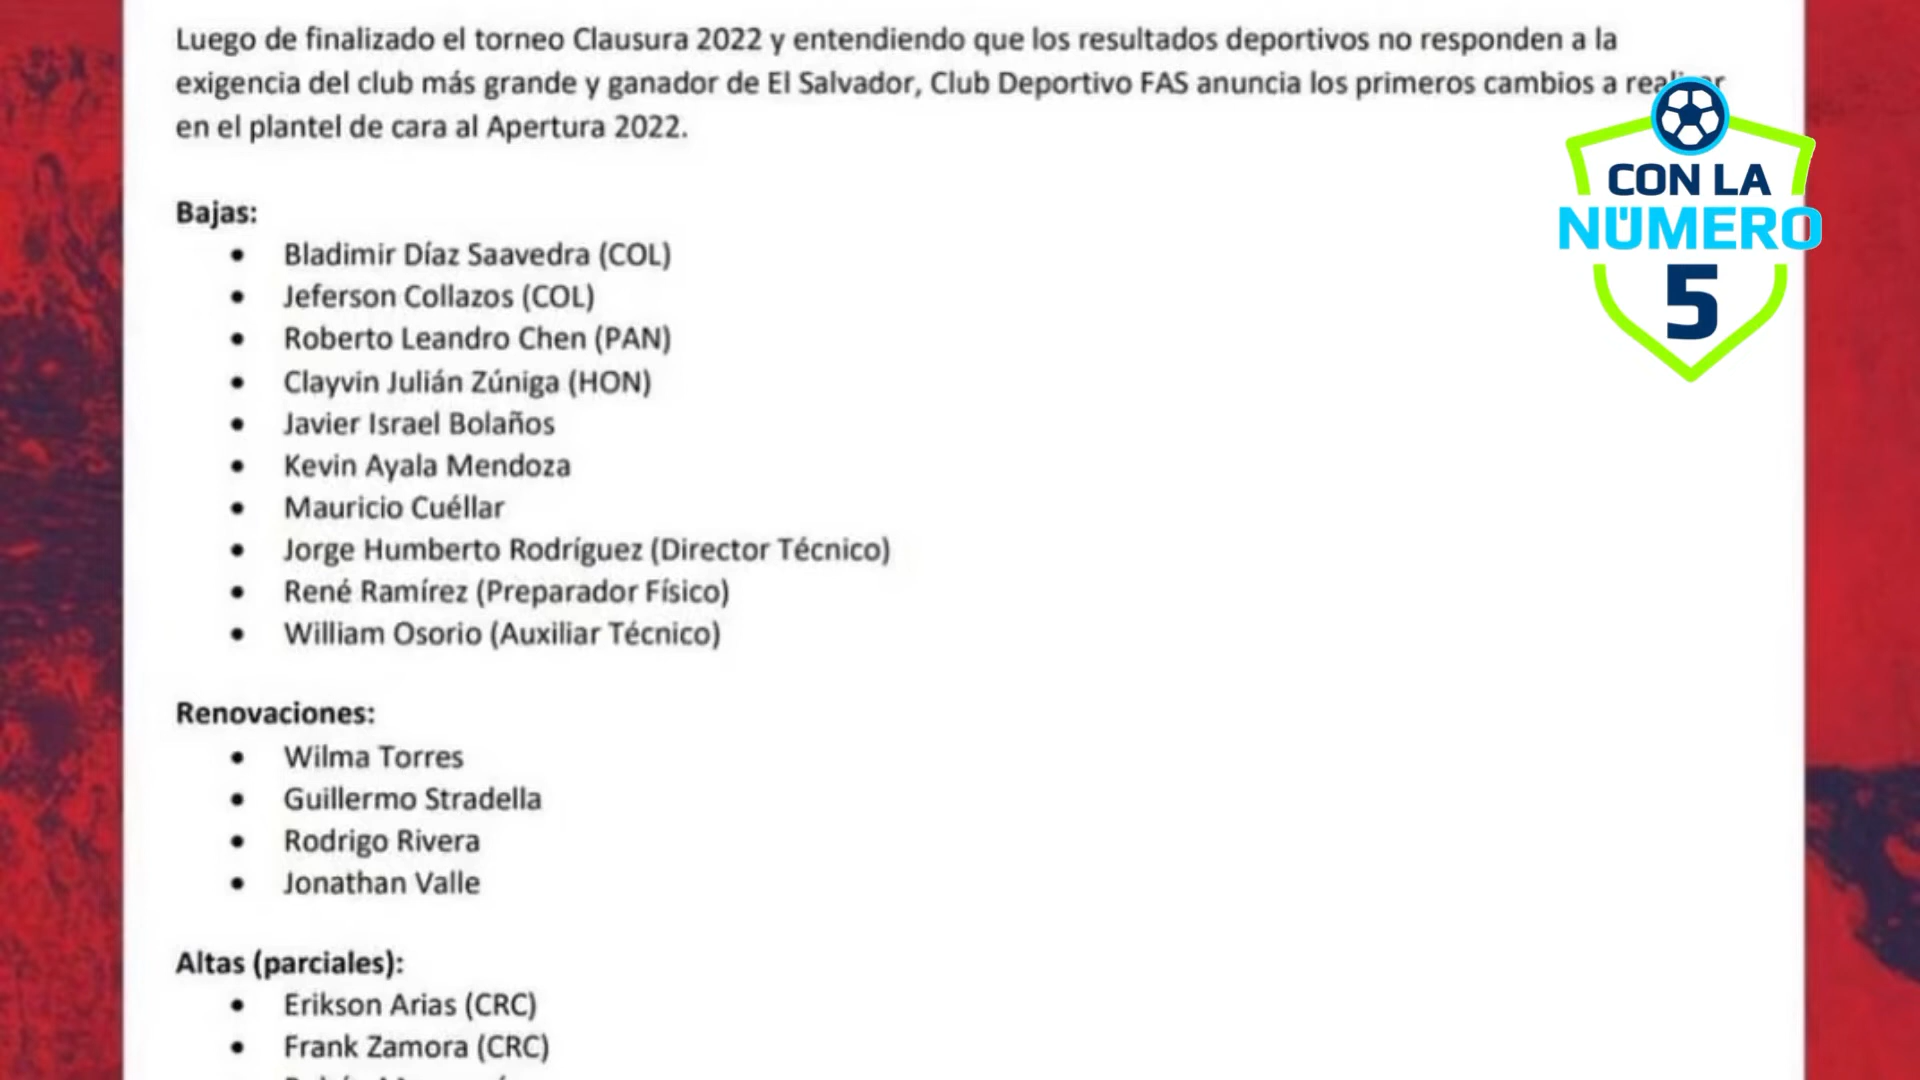 Luego de finalizado el torneo Clausura 2022 y entendiendo que los resultados deportivos no responden a la
exigencia del club más grande y ganador de El Salvador, Club Deportivo FAS anuncia los primeros cambios a
en el plantel de cara al Apertura 2022.
Bajas:
• Bladimir Díaz Saavedra (COL)
• Jeferson Collazos (COL)
• Roberto Leandro Chen (PAN)
• Clayvin Julián Zúniga (HON)
• Javier Israel Bolaños
• Kevin Ayala Mendoza
• Mauricio Cuéllar
• Jorge Humberto Rodríguez (Director Técnico)
• René Ramírez (Preparador Físico)
• William Osorio (Auxiliar Técnico)
Renovaciones:
• Wilma Torres
• Guillermo Stradella
• Rodrigo Rivera
• Jonathan Valle
Altas (parciales):
• Erikson Arias (CRC)
• Frank Zamora (CRC)
CON LA
NÚMERO
5